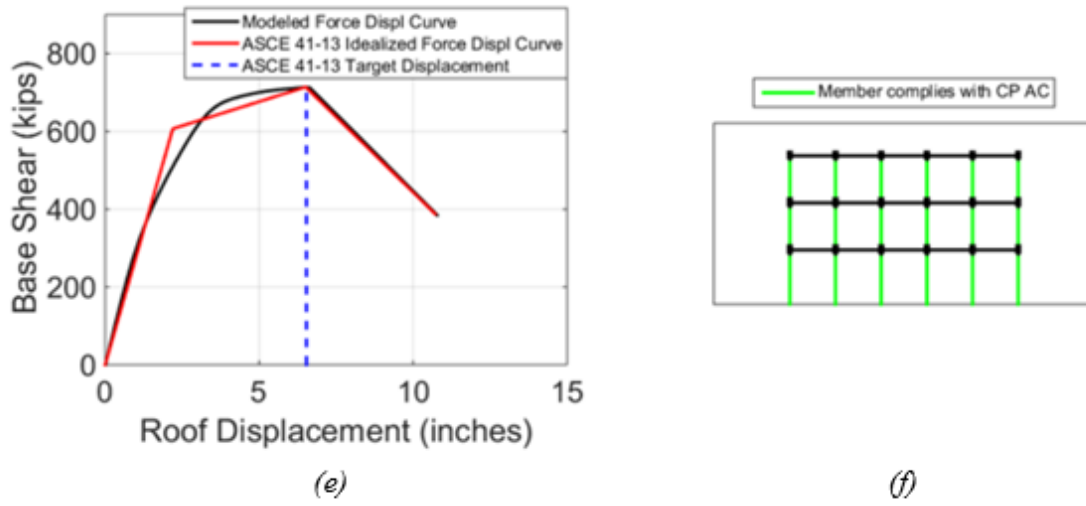 Modeled Force Displ Curve
ASCE 41-13 Idealized Force Displ Curve
ASCE 41-13 Target Displacement
800
600
400
200
0
0 5 10 15
Base Shear (kips)
Roof Displacement (inches)
(e)
Member complies with CP AC
(f)